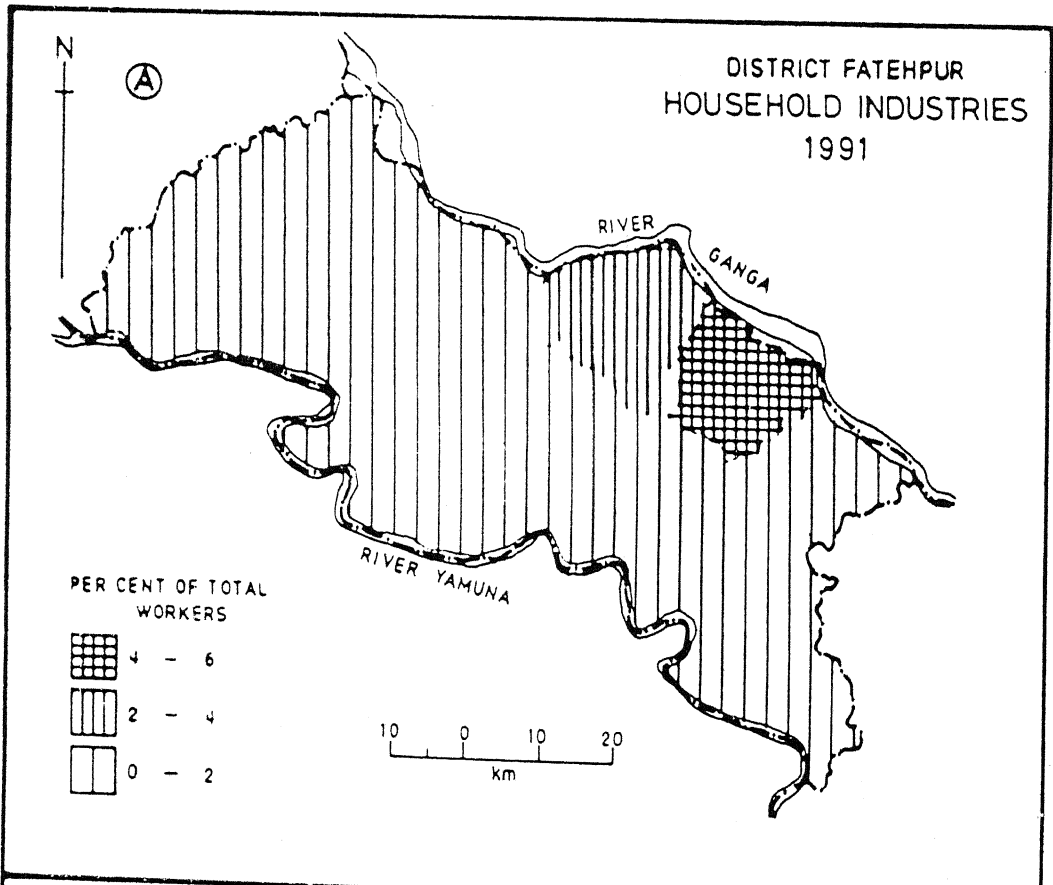 N
A
DISTRICT FATEHPUR
HOUSEHOLD INDUSTRIES
1991
RIVER GANGA
RIVER YAMUNA
PER CENT OF TOTAL
WORKERS
4 – 6
2 – 4
0 – 2
10 0 10 20
km